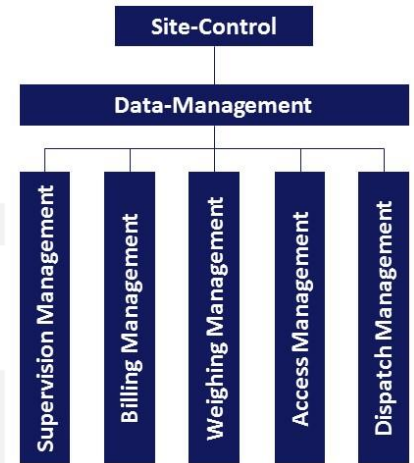 Site-Control
Data-Management
Supervision Management
Billing Management
Weighing Management
Access Management
Dispatch Management